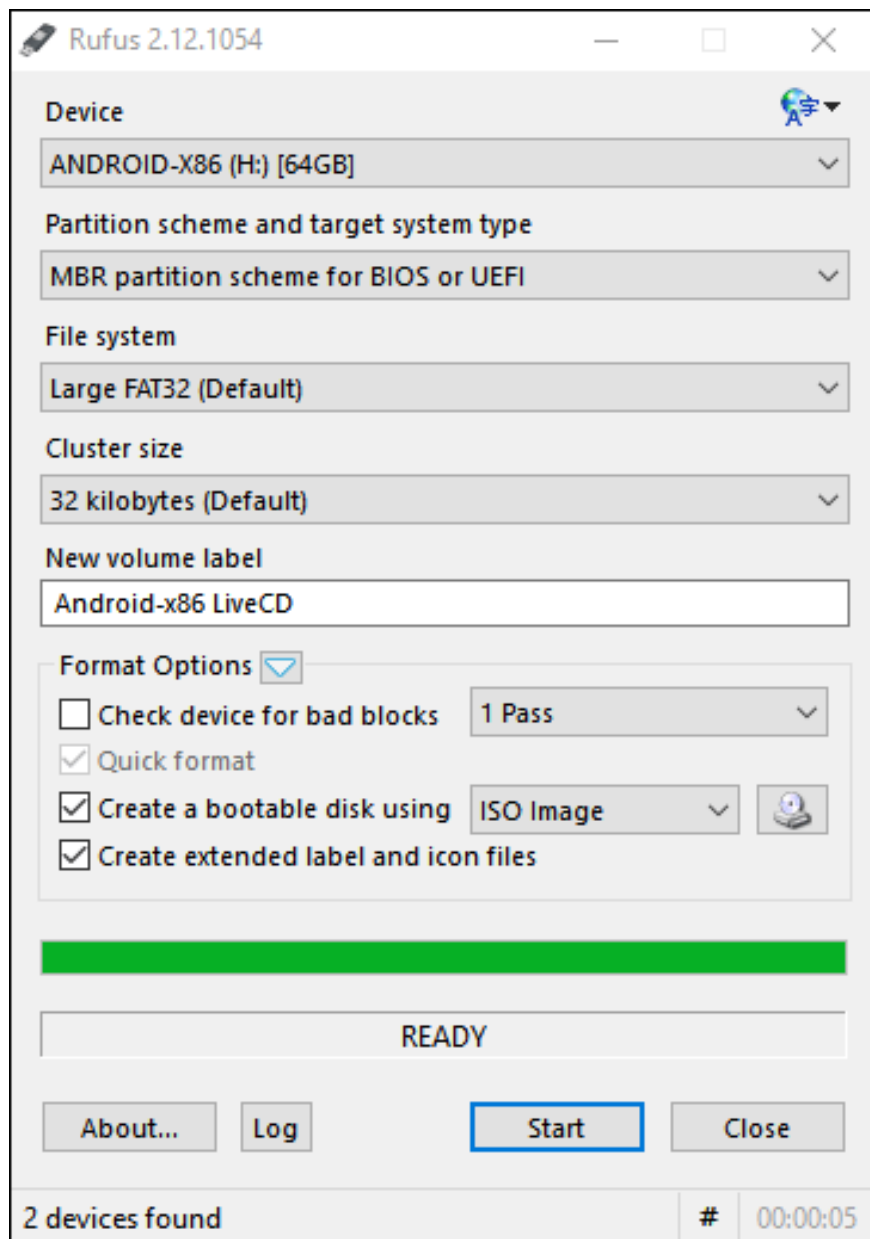 Rufus 2.12.1054
Device
ANDROID-X86 (H:) [64GB]
Partition scheme and target system type
MBR partition scheme for BIOS or UEFI
File system
Large FAT32 (Default)
Cluster size
32 kilobytes (Default)
New volume label
Android-x86 LiveCD
Format Options
Check device for bad blocks 1 Pass
Quick format
Create a bootable disk using ISO Image
Create extended label and icon files
READY
About... Log Start Close
2 devices found # 00:00:05